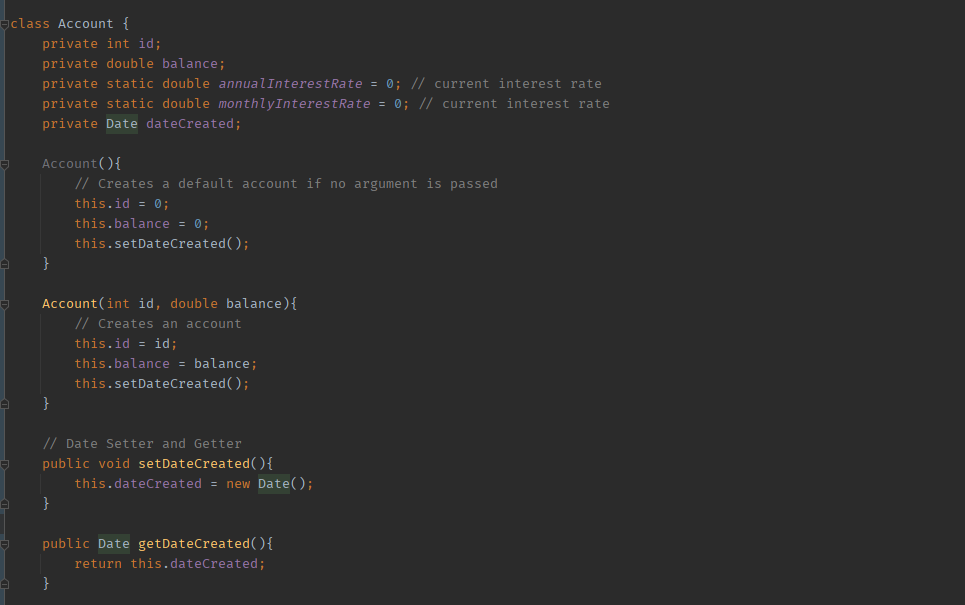 class Account {
    private int id;
    private double balance;
    private static double annualInterestRate = 0; // current interest rate
    private static double monthlyInterestRate = 0; // current interest rate
    private Date dateCreated;

    Account(){
        // Creates a default account if no argument is passed
        this.id = 0;
        this.balance = 0;
        this.setDateCreated();
    }

    Account(int id, double balance){
        // Creates an account
        this.id = id;
        this.balance = balance;
        this.setDateCreated();
    }

    // Date Setter and Getter
    public void setDateCreated(){
        this.dateCreated = new Date();
    }

    public Date getDateCreated(){
        return this.dateCreated;
    }